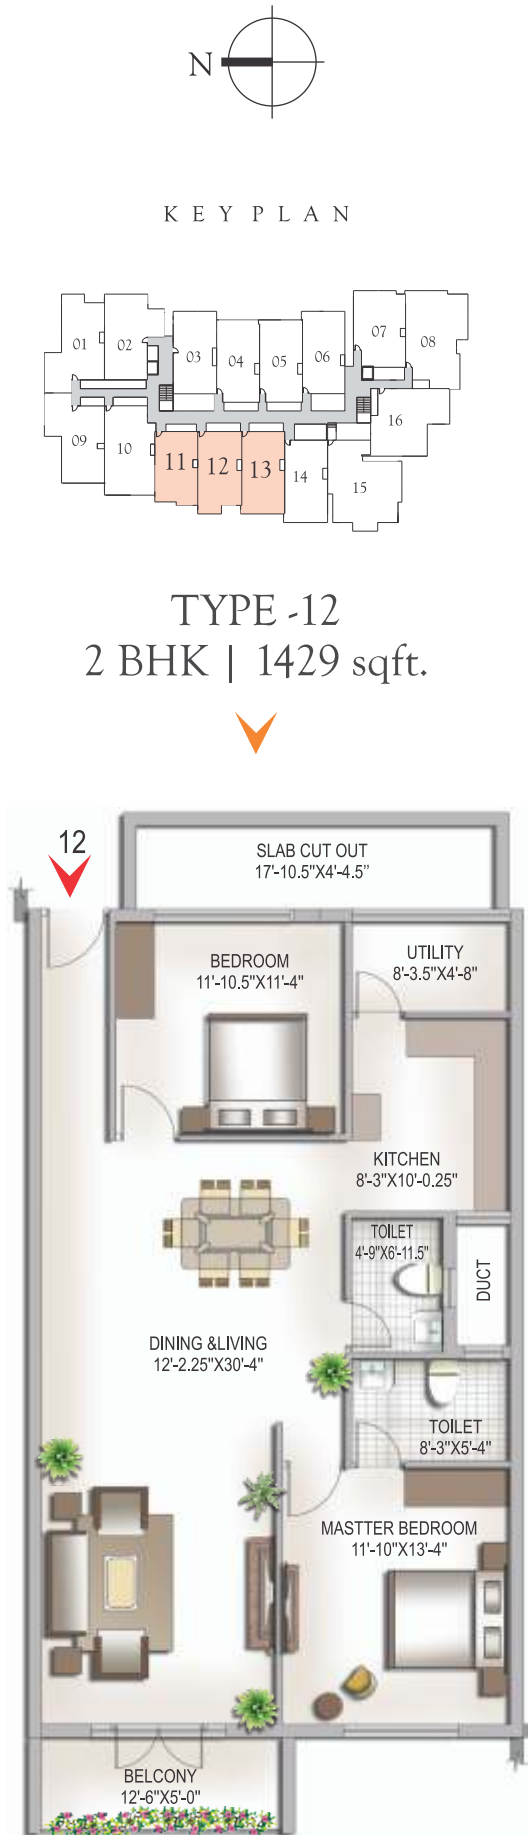 N
KEY PLAN
01
02
03
04
05
06
07
08
09
10
11
12
13
14
15
16
TYPE -12
2 BHK | 1429 sqft.
12
SLAB CUT OUT
17'-10.5"X4'-4.5"
BEDROOM
11'-10.5"X11'-4"
UTILITY
8'-3.5"X4'-8"
KITCHEN
8'-3"X10'-0.25"
TOILET
4'-9"X6'-11.5"
DUCT
DINING &LIVING
12'-2.25"X30'-4"
TOILET
8'-3"X5'-4"
MASTTER BEDROOM
11'-10"X13'-4"
BELCONY
12'-6"X5'-0"